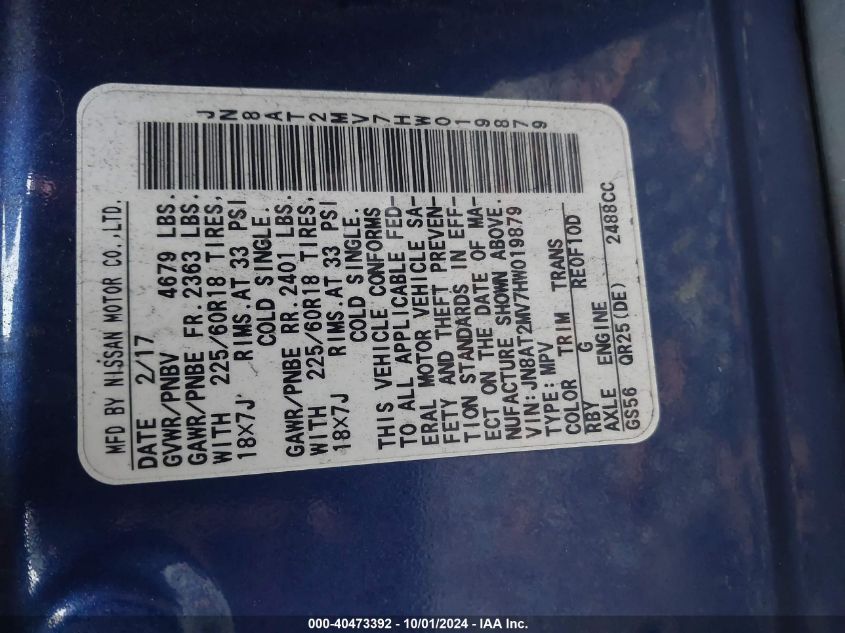 MFD BY NISSAN MOTOR CO.,LTD.
JN8AT2MV7HW019879
DATE 2/17
GVWR/PNBV 4679 LBS.
GAWR/PNBE FR.2363 LBS.
WITH 225/60R18 TIRES,
18X7J RIMS.AT 33 PSI
COLD SINGLE.
GAWR/PNBE RR.2401 LBS.
WITH 225/60R18 TIRES,
18X7J RIMS.AT 33 PSI
COLD SINGLE.
THIS VEHICLE CONFORMS
TO ALL APPLICABLE FED-
ERAL MOTOR VEHICLE SA-
FETY AND THEFT PREVEN-
TION STANDARDS IN EFF-
ECT ON THE DATE OF MA-
NUFACTURE SHOWN ABOVE.
VIN: JN8AT2MV7HW019879
TYPE: MPV
COLOR TRIM TRANS
RBY G RE0F10D
AXLE ENGINE
GS56 QR25(DE) 2488CC
000-40473392 - 10/01/2024 - IAA Inc.